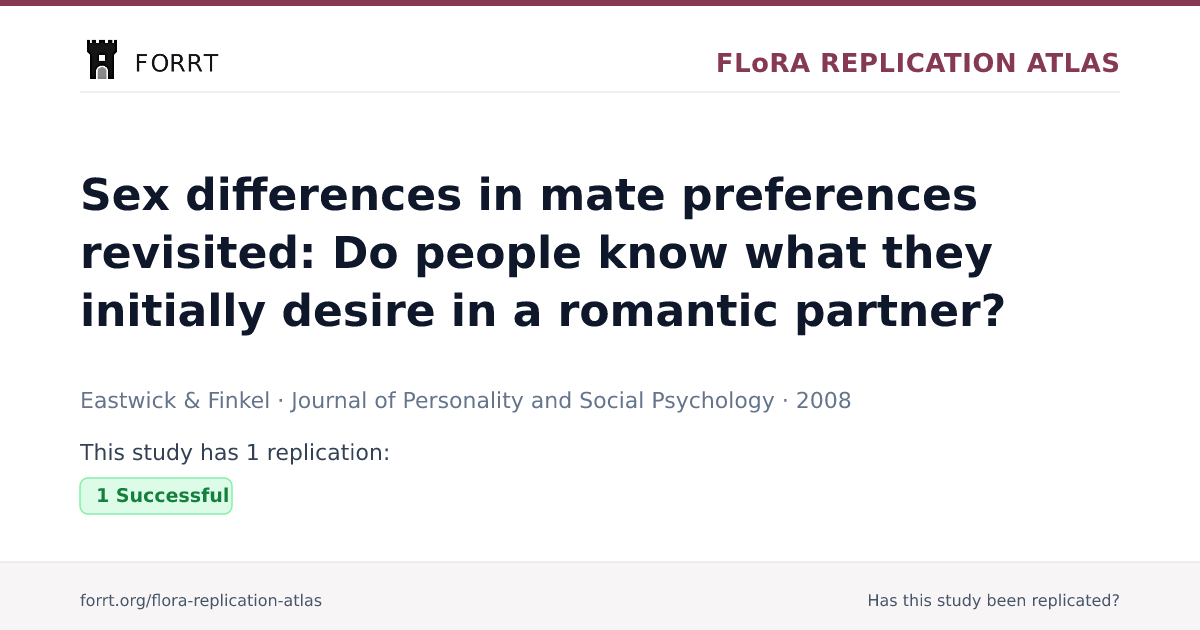 FORRT
FLoRA REPLICATION ATLAS
Sex differences in mate preferences
revisited: Do people know what they
initially desire in a romantic partner?
Eastwick & Finkel · Journal of Personality and Social Psychology · 2008
This study has 1 replication:
1 Successful
forrt.org/flora-replication-atlas
Has this study been replicated?